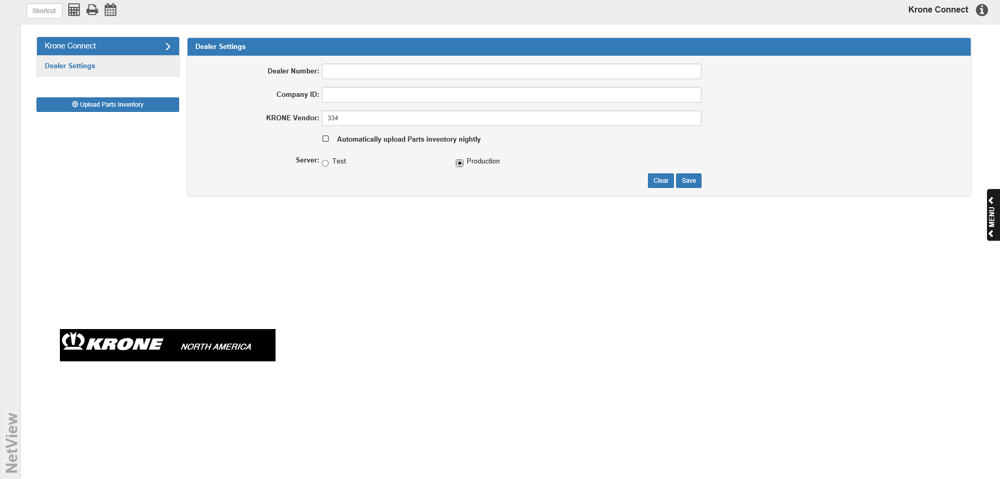 Shortcut
Krone Connect
Krone Connect
Dealer Settings
Upload Parts Inventory
Dealer Settings
Dealer Number:
Company ID:
KRONE Vendor: 334
Automatically upload Parts inventory nightly
Server: Test Production
Clear Save
MENU
KRONE NORTH AMERICA
NetView